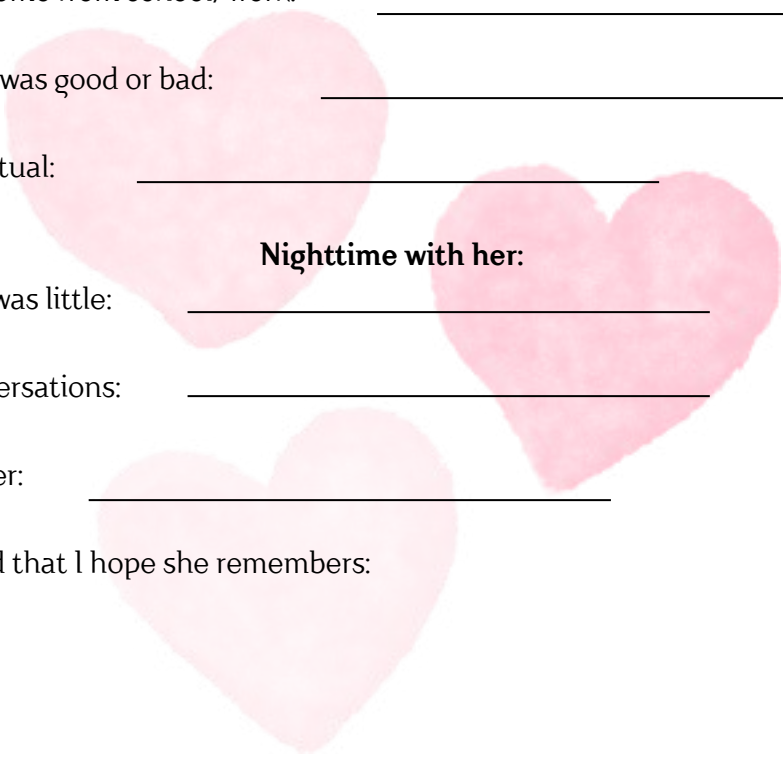 was good or bad:
tual:
Nighttime with her:
was little:
ersations:
er:
d that I hope she remembers: